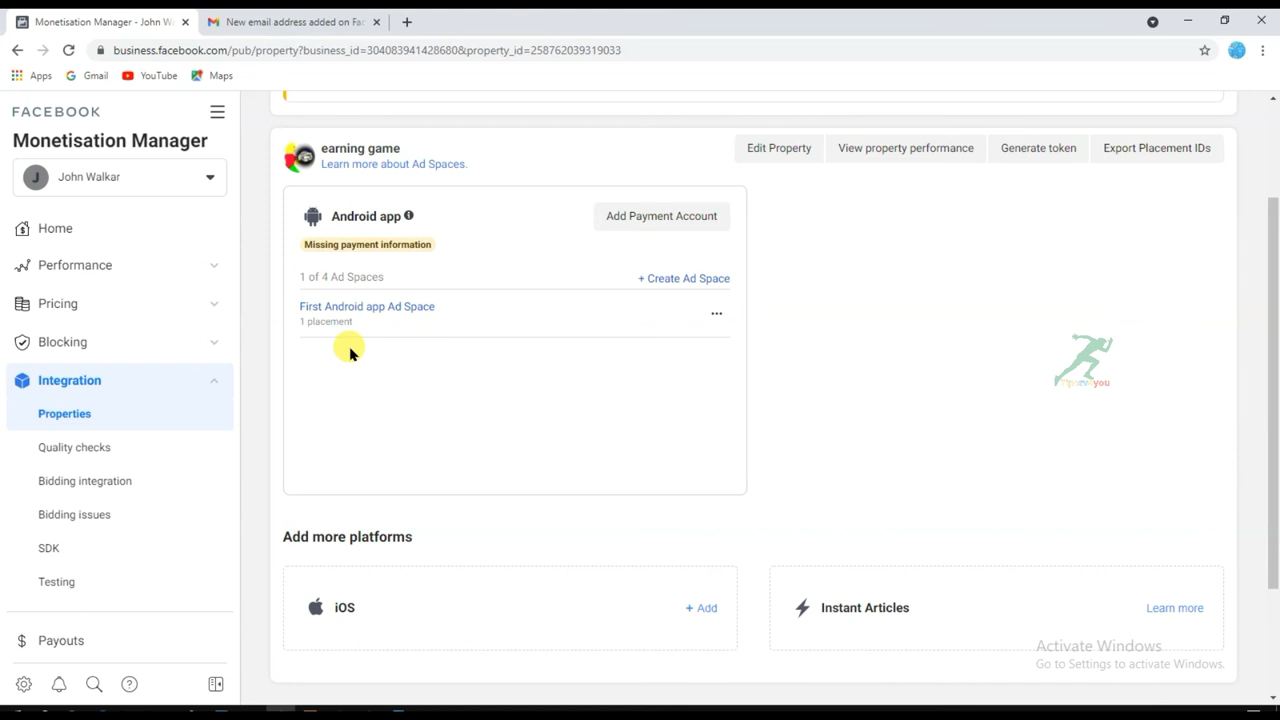 Monetisation Manager - John W
New email address added on Fac
business.facebook.com/pub/property?business_id=304083941428680&property_id=258762039319033
Apps
Gmail
YouTube
Maps
FACEBOOK
Monetisation Manager
J
John Walkar
Home
Performance
Pricing
Blocking
Integration
Properties
Quality checks
Bidding integration
Bidding issues
SDK
Testing
Payouts
earning game
Learn more about Ad Spaces.
Edit Property
View property performance
Generate token
Export Placement IDs
Android app
Add Payment Account
Missing payment information
1 of 4 Ad Spaces
+ Create Ad Space
First Android app Ad Space
1 placement
Add more platforms
iOS
+ Add
Instant Articles
Learn more
Activate Windows
Go to Settings to activate Windows.